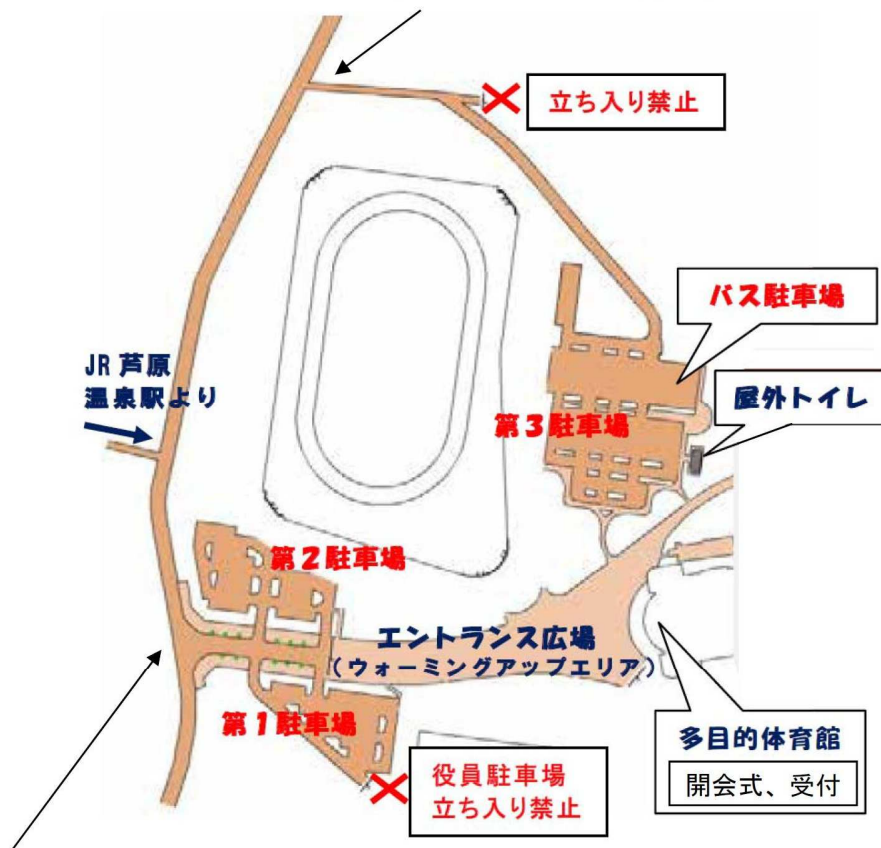 立ち入り禁止
バス駐車場
JR 芦原
温泉駅より
屋外トイレ
第3駐車場
第2駐車場
エントランス広場
（ウォーミングアップエリア）
第1駐車場
多目的体育館
開会式、受付
役員駐車場
立ち入り禁止